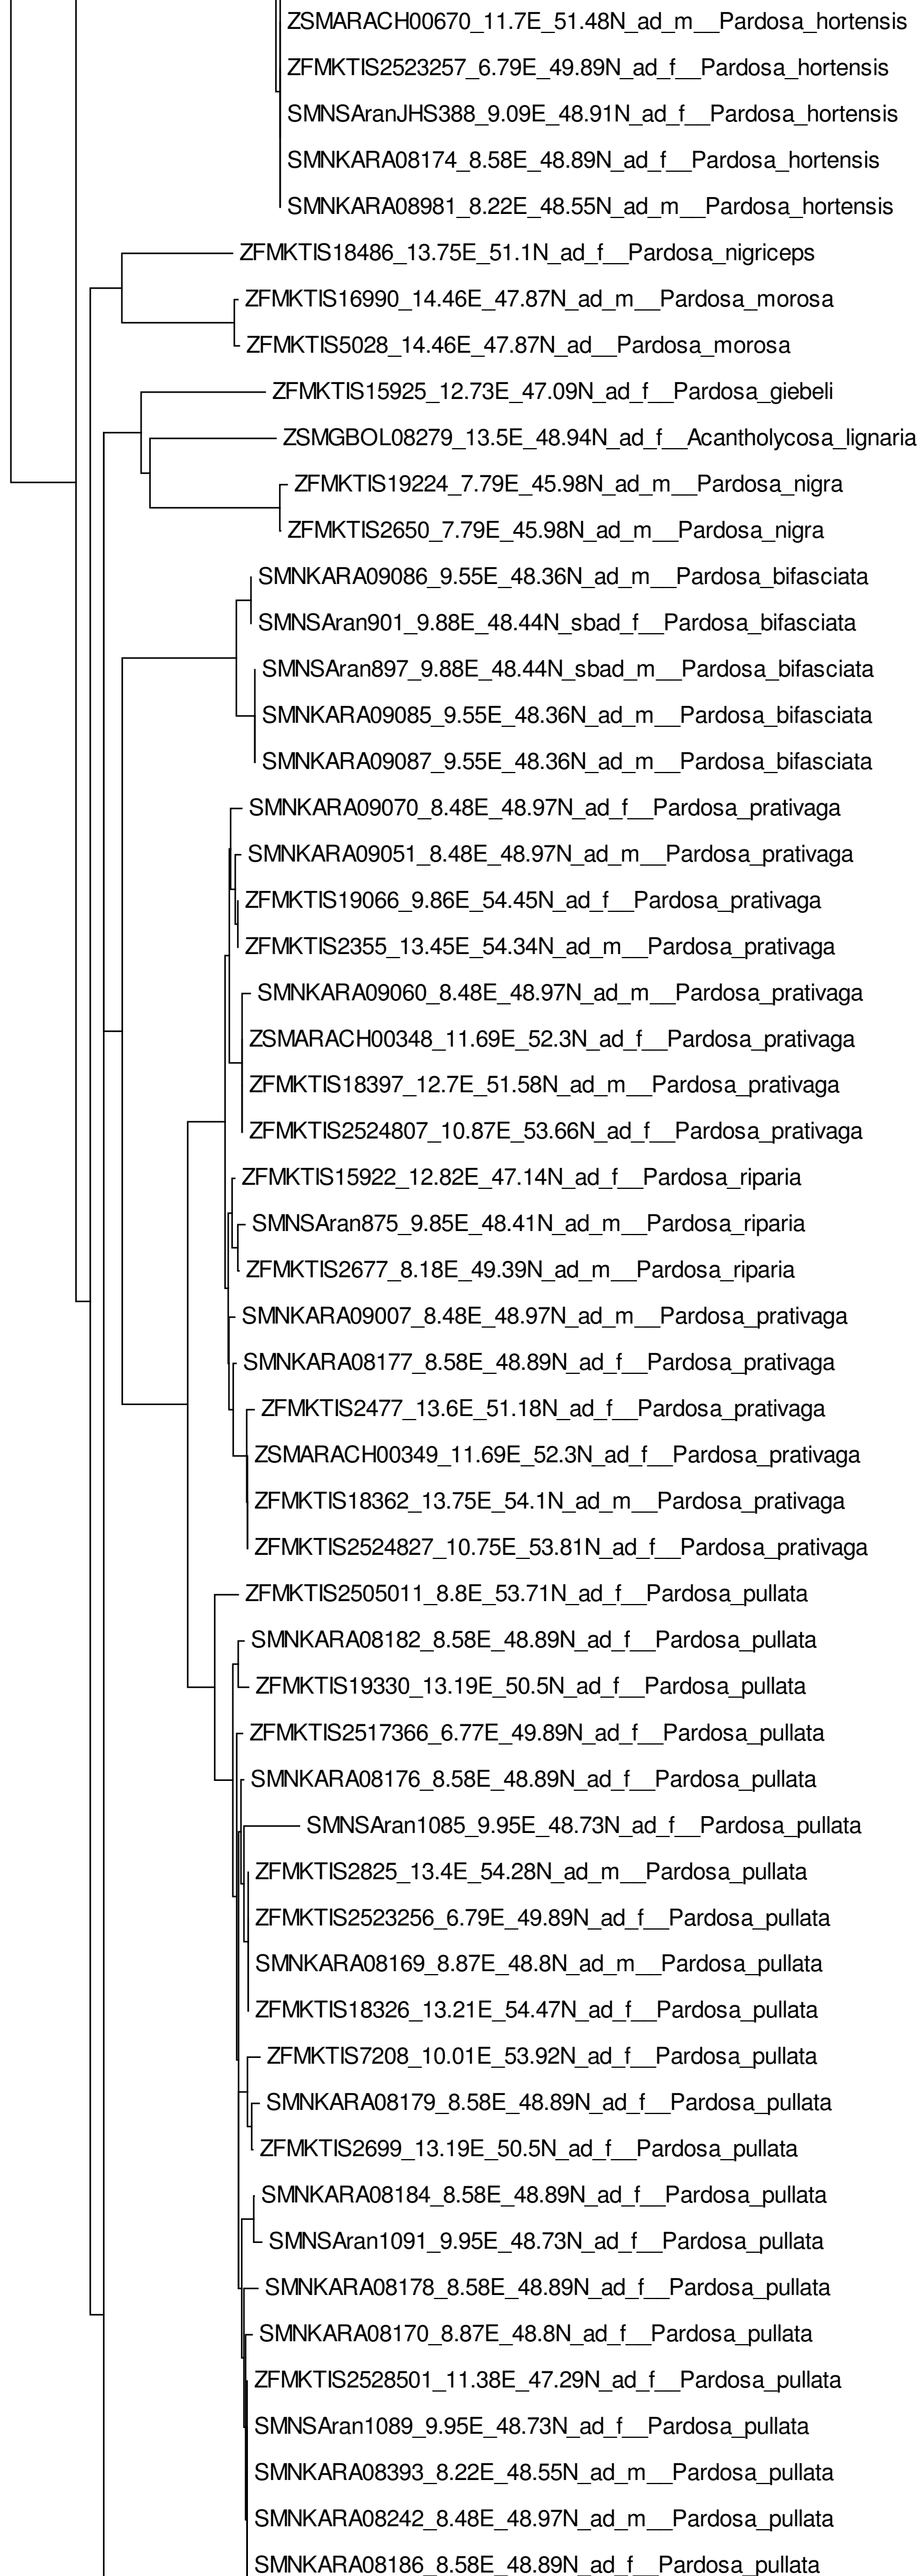 ZSMARACH00670_11.7E_51.48N_ad_m__Pardosa_hortensis
ZFMKTIS2523257_6.79E_49.89N_ad_f__Pardosa_hortensis
SMNSAranJHS388_9.09E_48.91N_ad_f__Pardosa_hortensis
SMNKARA08174_8.58E_48.89N_ad_f__Pardosa_hortensis
SMNKARA08981_8.22E_48.55N_ad_m__Pardosa_hortensis
ZFMKTIS18486_13.75E_51.1N_ad_f__Pardosa_nigriceps
ZFMKTIS16990_14.46E_47.87N_ad_m__Pardosa_morosa
ZFMKTIS5028_14.46E_47.87N_ad__Pardosa_morosa
ZFMKTIS15925_12.73E_47.09N_ad_f__Pardosa_giebeli
ZSMGBOL08279_13.5E_48.94N_ad_f__Acantholycosa_lignaria
ZFMKTIS19224_7.79E_45.98N_ad_m__Pardosa_nigra
ZFMKTIS2650_7.79E_45.98N_ad_m__Pardosa_nigra
SMNKARA09086_9.55E_48.36N_ad_m__Pardosa_bifasciata
SMNSAran901_9.88E_48.44N_sbad_f__Pardosa_bifasciata
SMNSAran897_9.88E_48.44N_sbad_m__Pardosa_bifasciata
SMNKARA09085_9.55E_48.36N_ad_m__Pardosa_bifasciata
SMNKARA09087_9.55E_48.36N_ad_m__Pardosa_bifasciata
SMNKARA09070_8.48E_48.97N_ad_f__Pardosa_prativaga
SMNKARA09051_8.48E_48.97N_ad_m__Pardosa_prativaga
ZFMKTIS19066_9.86E_54.45N_ad_f__Pardosa_prativaga
ZFMKTIS2355_13.45E_54.34N_ad_m__Pardosa_prativaga
SMNKARA09060_8.48E_48.97N_ad_m__Pardosa_prativaga
ZSMARACH00348_11.69E_52.3N_ad_f__Pardosa_prativaga
ZFMKTIS18397_12.7E_51.58N_ad_m__Pardosa_prativaga
ZFMKTIS2524807_10.87E_53.66N_ad_f__Pardosa_prativaga
ZFMKTIS15922_12.82E_47.14N_ad_f__Pardosa_riparia
SMNSAran875_9.85E_48.41N_ad_m__Pardosa_riparia
ZFMKTIS2677_8.18E_49.39N_ad_m__Pardosa_riparia
SMNKARA09007_8.48E_48.97N_ad_m__Pardosa_prativaga
SMNKARA08177_8.58E_48.89N_ad_f__Pardosa_prativaga
ZFMKTIS2477_13.6E_51.18N_ad_f__Pardosa_prativaga
ZSMARACH00349_11.69E_52.3N_ad_f__Pardosa_prativaga
ZFMKTIS18362_13.75E_54.1N_ad_m__Pardosa_prativaga
ZFMKTIS2524827_10.75E_53.81N_ad_f__Pardosa_prativaga
ZFMKTIS2505011_8.8E_53.71N_ad_f__Pardosa_pullata
SMNKARA08182_8.58E_48.89N_ad_f__Pardosa_pullata
ZFMKTIS19330_13.19E_50.5N_ad_f__Pardosa_pullata
ZFMKTIS2517366_6.77E_49.89N_ad_f__Pardosa_pullata
SMNKARA08176_8.58E_48.89N_ad_f__Pardosa_pullata
SMNSAran1085_9.95E_48.73N_ad_f__Pardosa_pullata
ZFMKTIS2825_13.4E_54.28N_ad_m__Pardosa_pullata
ZFMKTIS2523256_6.79E_49.89N_ad_f__Pardosa_pullata
SMNKARA08169_8.87E_48.8N_ad_m__Pardosa_pullata
ZFMKTIS18326_13.21E_54.47N_ad_f__Pardosa_pullata
ZFMKTIS7208_10.01E_53.92N_ad_f__Pardosa_pullata
SMNKARA08179_8.58E_48.89N_ad_f__Pardosa_pullata
ZFMKTIS2699_13.19E_50.5N_ad_f__Pardosa_pullata
SMNKARA08184_8.58E_48.89N_ad_f__Pardosa_pullata
SMNSAran1091_9.95E_48.73N_ad_f__Pardosa_pullata
SMNKARA08178_8.58E_48.89N_ad_f__Pardosa_pullata
SMNKARA08170_8.87E_48.8N_ad_f__Pardosa_pullata
ZFMKTIS2528501_11.38E_47.29N_ad_f__Pardosa_pullata
SMNSAran1089_9.95E_48.73N_ad_f__Pardosa_pullata
SMNKARA08393_8.22E_48.55N_ad_m__Pardosa_pullata
SMNKARA08242_8.48E_48.97N_ad_m__Pardosa_pullata
SMNKARA08186_8.58E_48.89N_ad_f__Pardosa_pullata